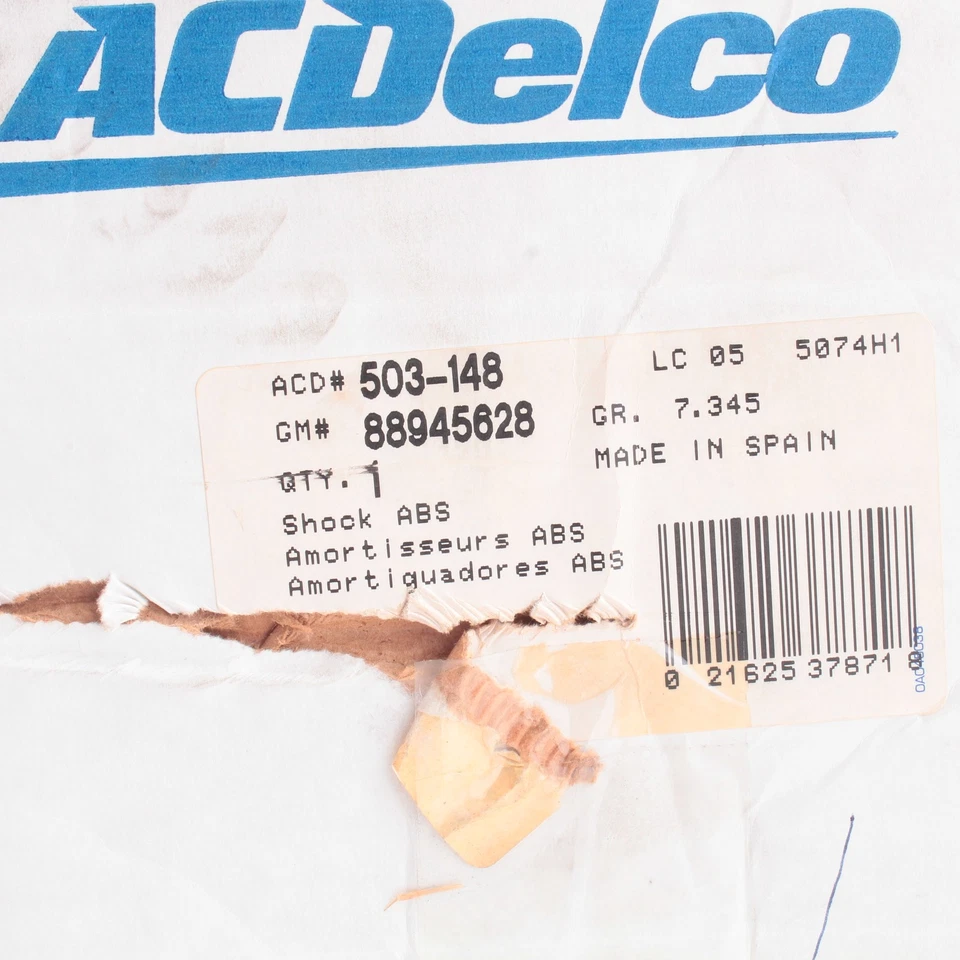 ACDelco
ACD# 503-148
LC 05 5074H1
GM# 88945628
GR. 7.345
QTY. 1
MADE IN SPAIN
Shock ABS
Amortisseurs ABS
Amortiguadores ABS
0 21625 37871